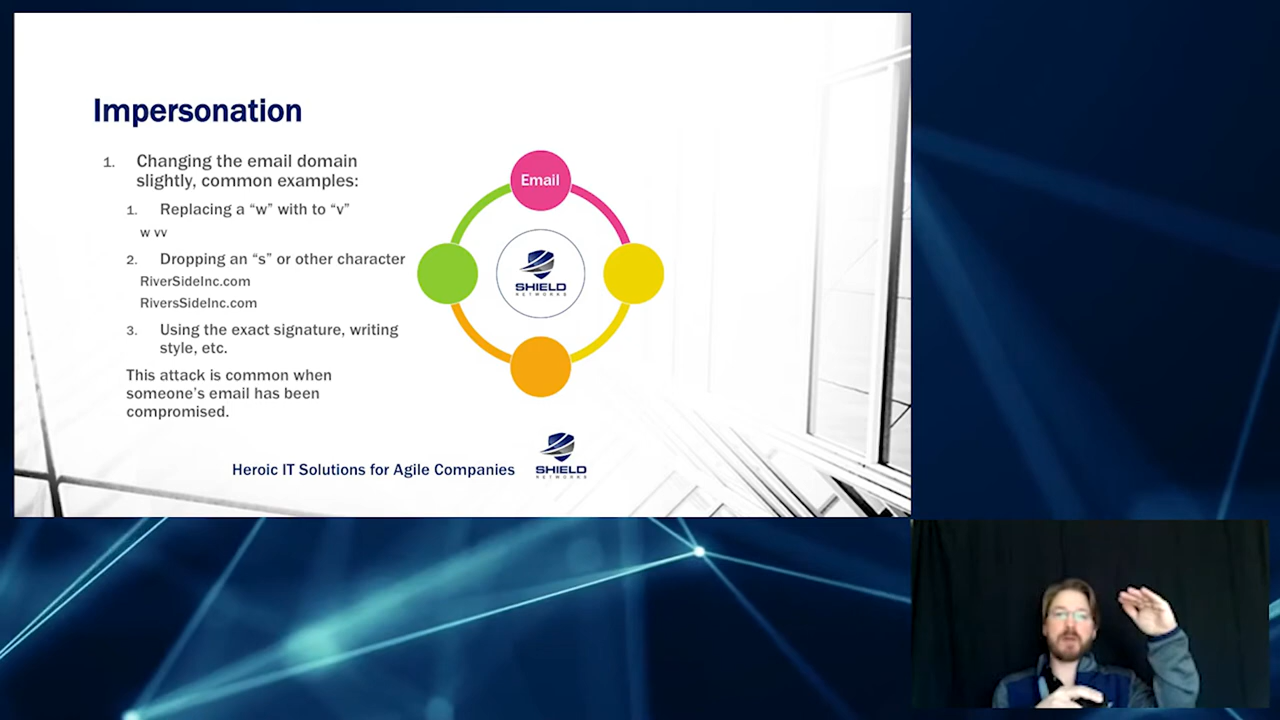 Impersonation
1. Changing the email domain
slightly, common examples:
1. Replacing a “w” with to “v”
w vv
2. Dropping an “s” or other character
RiverSideInc.com
RiversSideInc.com
3. Using the exact signature, writing
style, etc.
This attack is common when
someone’s email has been
compromised.
Email
SHIELD
NETWORKS
Heroic IT Solutions for Agile Companies
SHIELD
NETWORKS